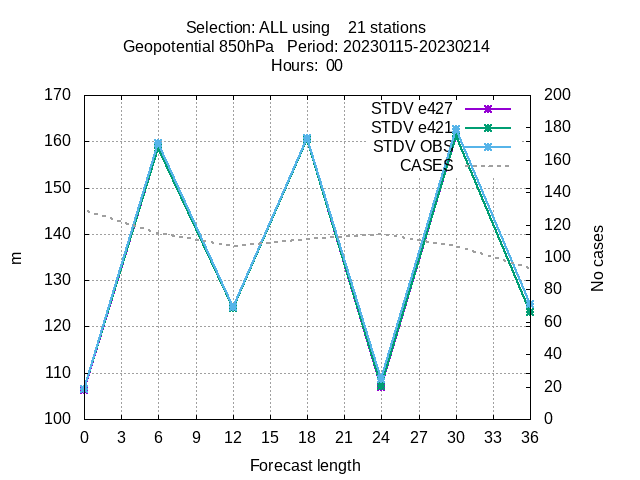 Selection: ALL using    21 stations
Geopotential 850hPa   Period: 20230115-20230214
Hours:  00
STDV e427
STDV e421
STDV OBS
CASES
170
160
150
140
130
120
110
100
m
200
180
160
140
120
100
80
60
40
20
0
No cases
0 3 6 9 12 15 18 21 24 27 30 33 36
Forecast length